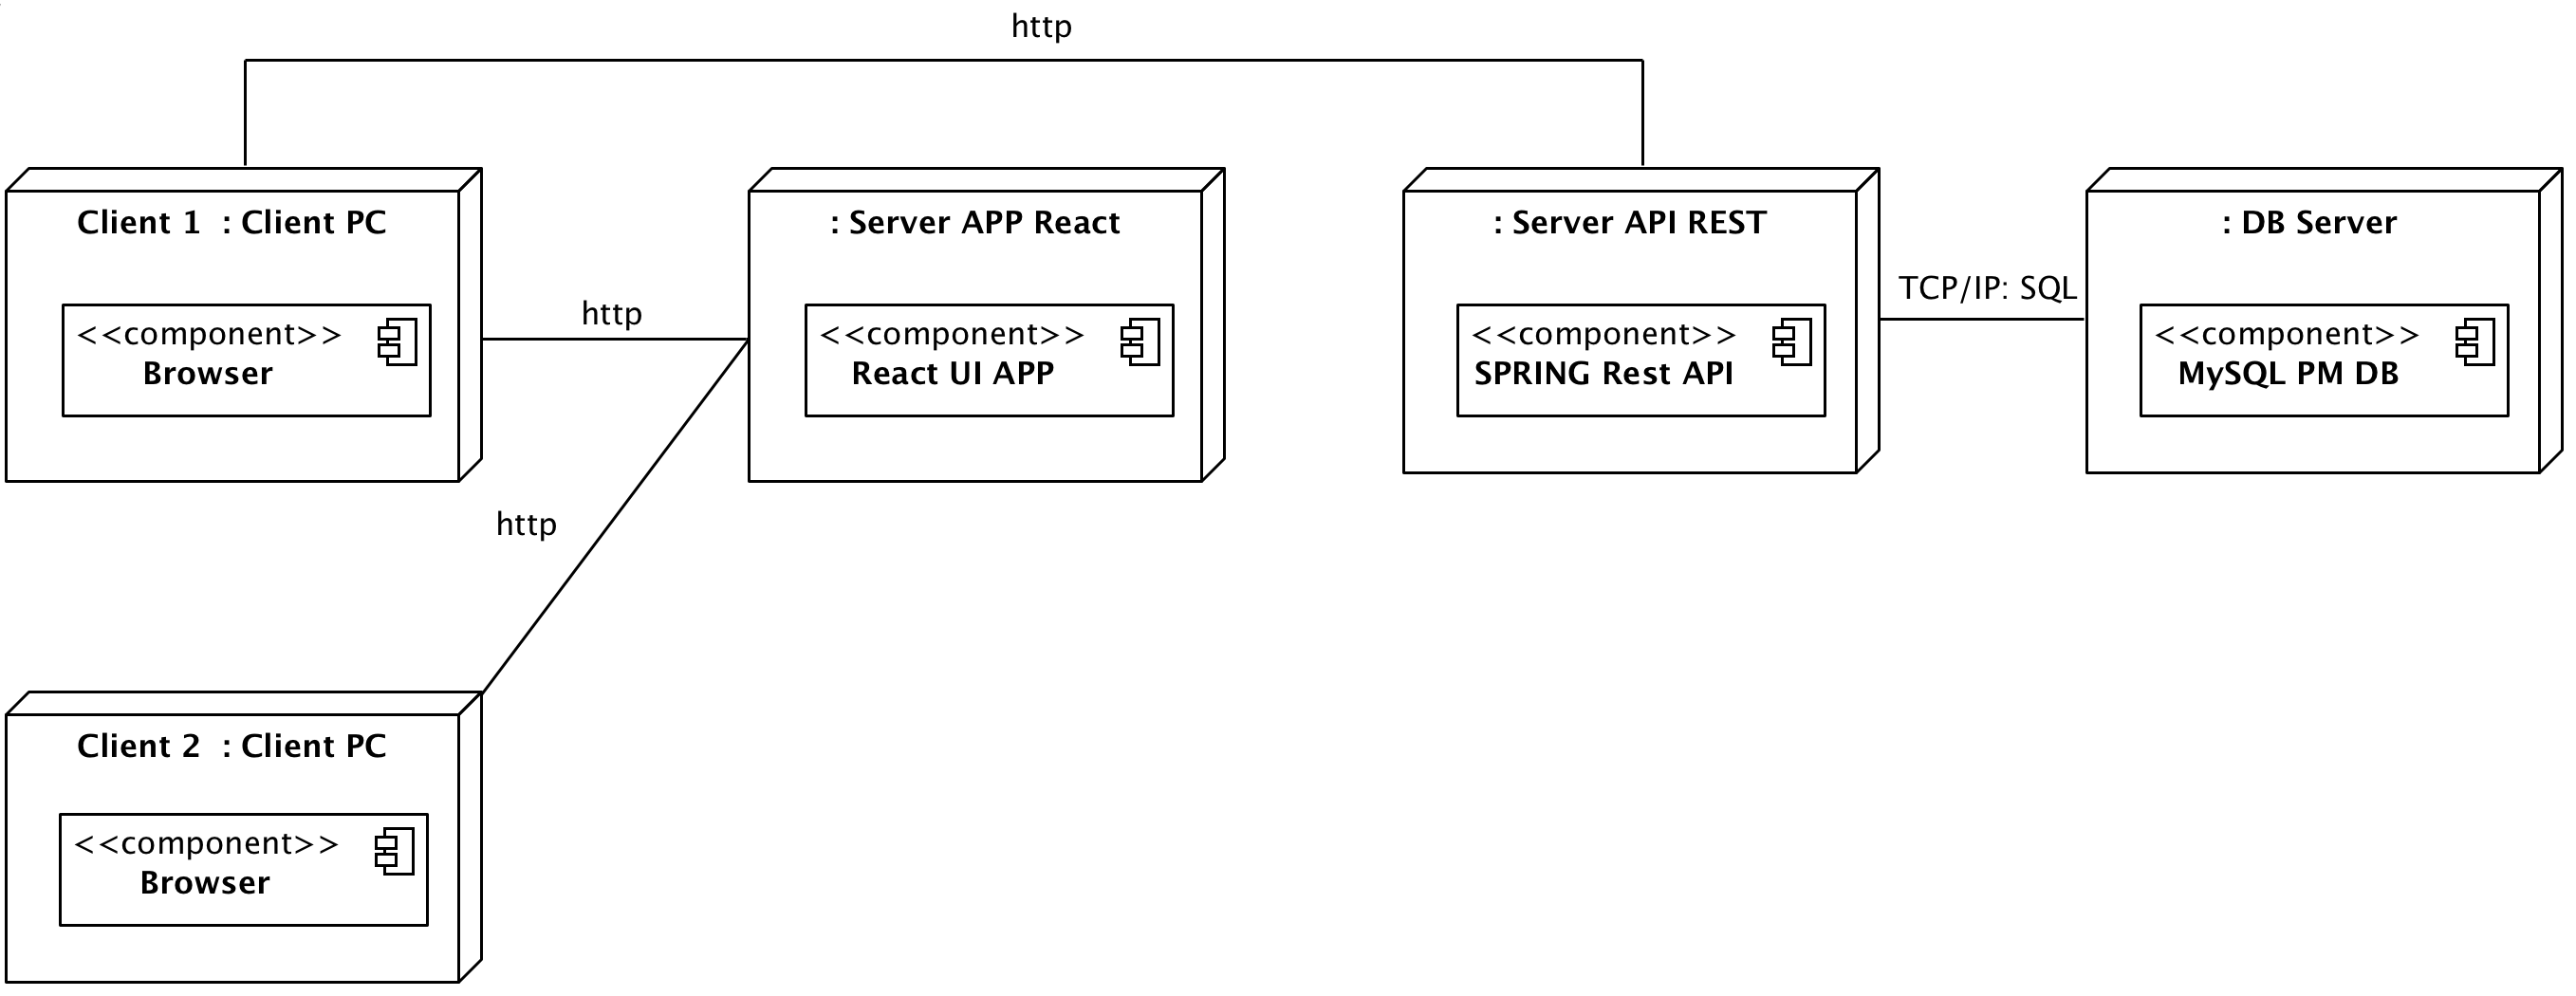 http
Client 1 : Client PC
<<component>>
Browser
http
: Server APP React
<<component>>
React UI APP
: Server API REST
<<component>>
SPRING Rest API
TCP/IP: SQL
: DB Server
<<component>>
MySQL PM DB
http
Client 2 : Client PC
<<component>>
Browser